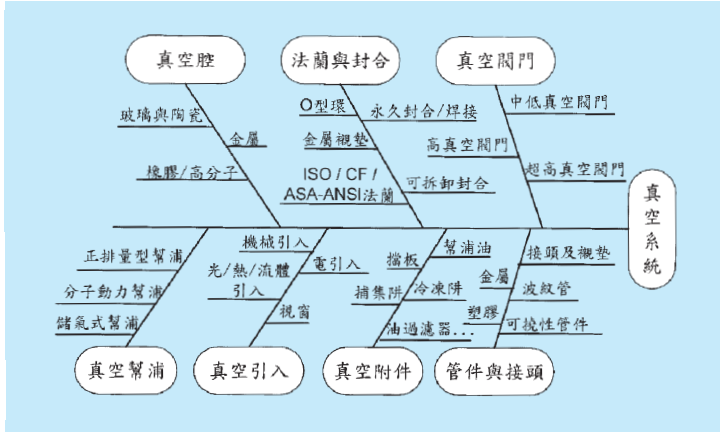 真空腔
法蘭與封合
真空閥門
玻璃與陶瓷
金屬
橡膠/高分子
O型環
永久封合/焊接
金屬襯墊
ISO / CF /
ASA-ANSI法蘭
可拆卸封合
中低真空閥門
高真空閥門
超高真空閥門
真空系統
正排量型幫浦
分子動力幫浦
儲氣式幫浦
機械引入
電引入
光/熱/流體
引入
視窗
幫浦油
擋板
冷凍阱
捕集阱
油過濾器...
接頭及襯墊
金屬
波紋管
塑膠
可撓性管件
真空幫浦
真空引入
真空附件
管件與接頭